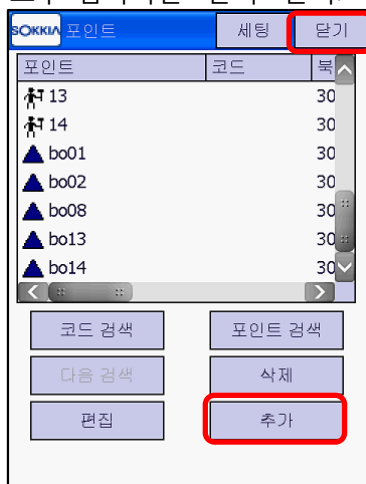 SOKKIA 포인트 세팅 닫기
포인트 코드 북
13 30
14 30
bo01 30
bo02 30
bo08 30
bo13 30
bo14 30
코드 검색 포인트 검색
다음 검색 삭제
편집 추가